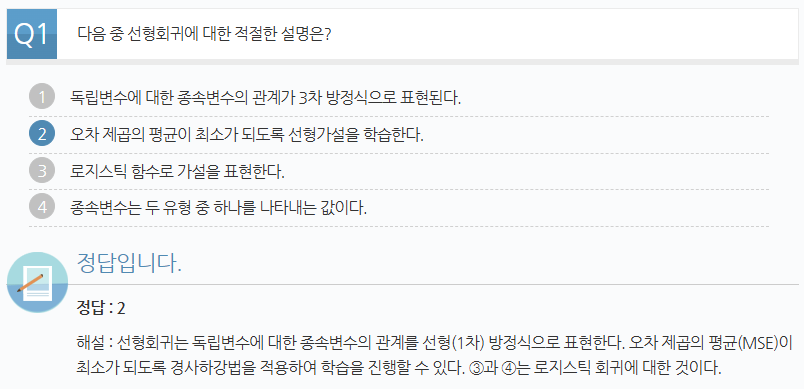 Q1 다음 중 선형회귀에 대한 적절한 설명은?
1 독립변수에 대한 종속변수의 관계가 3차 방정식으로 표현된다.
2 오차 제곱의 평균이 최소가 되도록 선형가설을 학습한다.
3 로지스틱 함수로 가설을 표현한다.
4 종속변수는 두 유형 중 하나를 나타내는 값이다.
정답입니다.
정답 : 2
해설 : 선형회귀는 독립변수에 대한 종속변수의 관계를 선형(1차) 방정식으로 표현한다. 오차 제곱의 평균(MSE)이
최소가 되도록 경사하강법을 적용하여 학습을 진행할 수 있다. ③과 ④는 로지스틱 회귀에 대한 것이다.